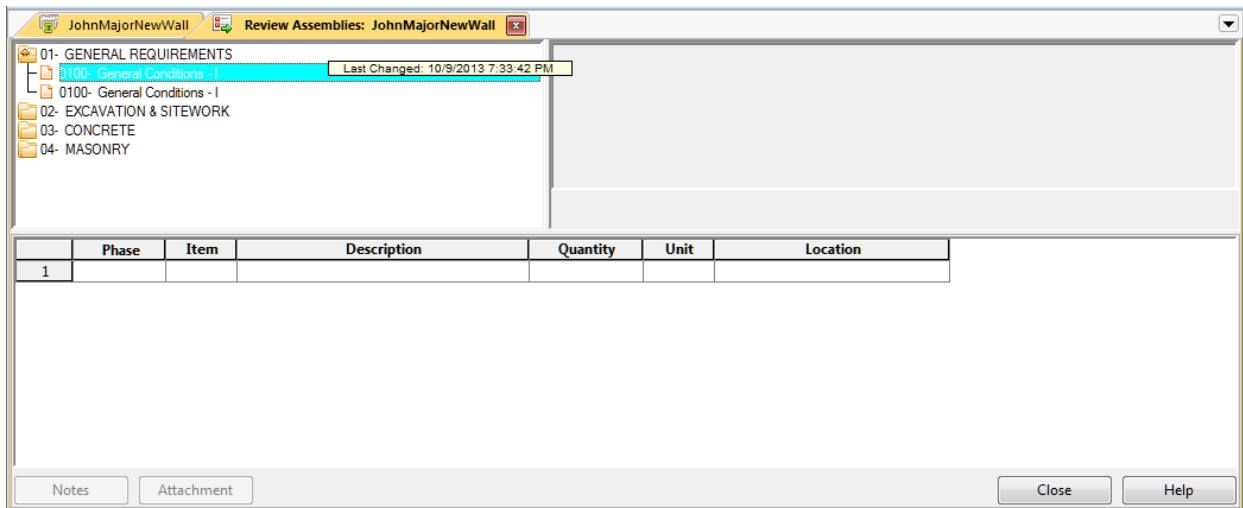 JohnMajorNewWall Review Assemblies: JohnMajorNewWall
01- GENERAL REQUIREMENTS
Last Changed: 10/9/2013 7:33:42 PM
0100- General Conditions - I
0100- General Conditions - I
02- EXCAVATION & SITEWORK
03- CONCRETE
04- MASONRY
Phase Item Description Quantity Unit Location
1
Notes Attachment Close Help